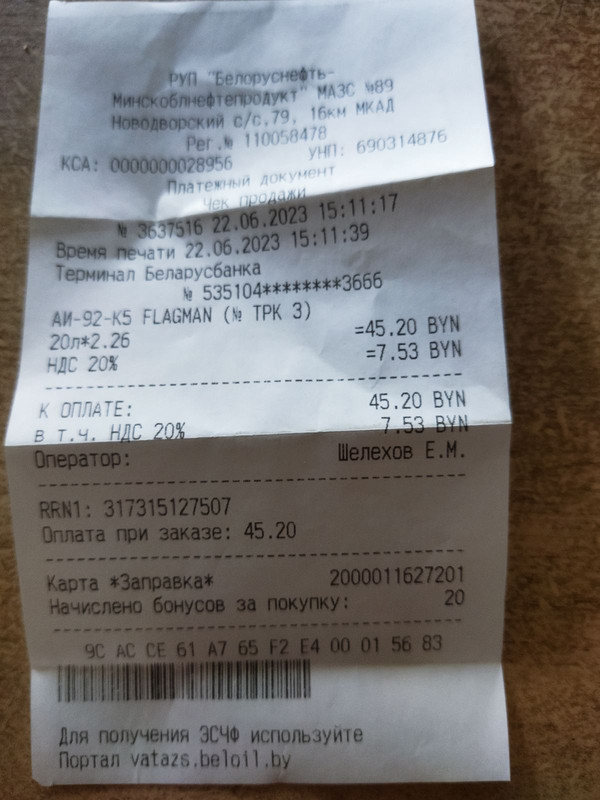 РУП "Белоруснефть-
Минскоблнефтепродукт" МАЗС №89
Новодворский с/с,79, 16км МКАД
Рег.№ 110058478
КСА: 0000000028956 УНП: 690314876
Платежный документ
Чек продажи
№ 3637516 22.06.2023 15:11:17
Время печати 22.06.2023 15:11:39
Терминал Беларусбанка
№ 535104********3666
АИ-92-К5 FLAGMAN (№ ТРК 3)
20л*2.26 =45.20 BYN
НДС 20% =7.53 BYN
К ОПЛАТЕ: 45.20 BYN
в т.ч. НДС 20% 7.53 BYN
Оператор: Шелехов Е.М.
RRN1: 317315127507
Оплата при заказе: 45.20
Карта *Заправка* 2000011627201
Начислено бонусов за покупку: 20
9C AC CE 61 A7 65 F2 E4 00 01 56 83
Для получения ЭСЧФ используйте
Портал vatazs.beloil.by